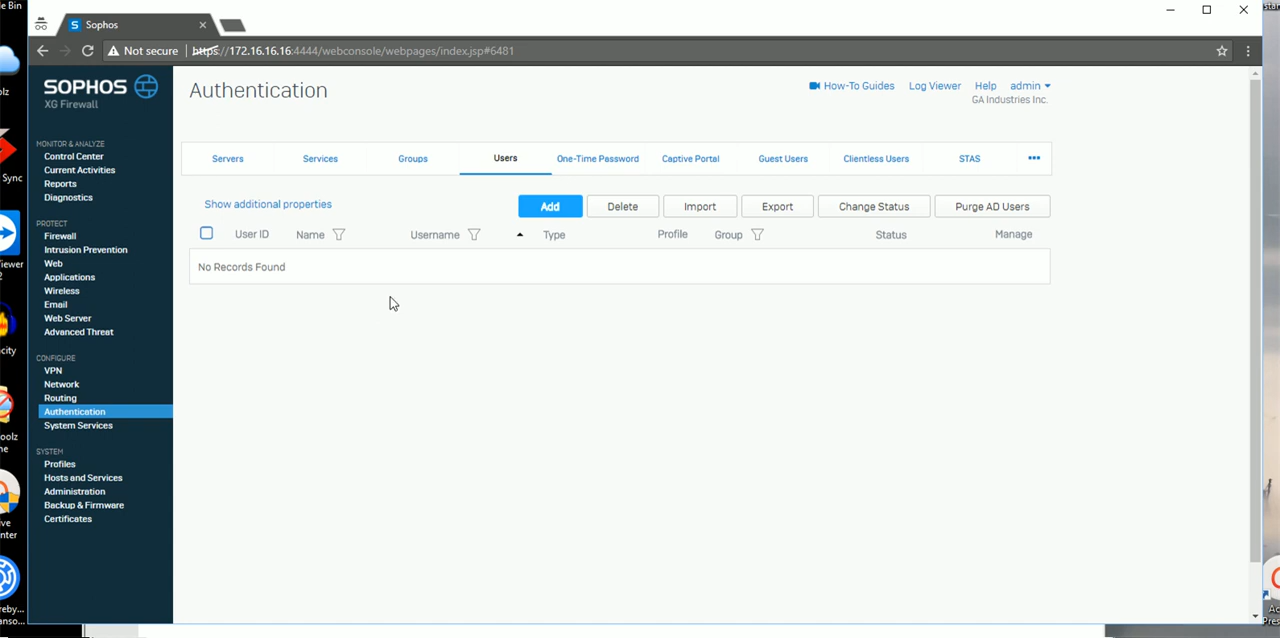 Sophos
Not secure https://172.16.16.16:4444/webconsole/webpages/index.jsp#6481
SOPHOS
XG Firewall
MONITOR & ANALYZE
Control Center
Current Activities
Reports
Diagnostics
PROTECT
Firewall
Intrusion Prevention
Web
Applications
Wireless
Email
Web Server
Advanced Threat
CONFIGURE
VPN
Network
Routing
Authentication
System Services
SYSTEM
Profiles
Hosts and Services
Administration
Backup & Firmware
Certificates
Authentication
How-To Guides Log Viewer Help admin
GA Industries Inc.
Servers Services Groups Users One-Time Password Captive Portal Guest Users Clientless Users STAS
Show additional properties Add Delete Import Export Change Status Purge AD Users
User ID Name Username Type Profile Group Status Manage
No Records Found
Sync